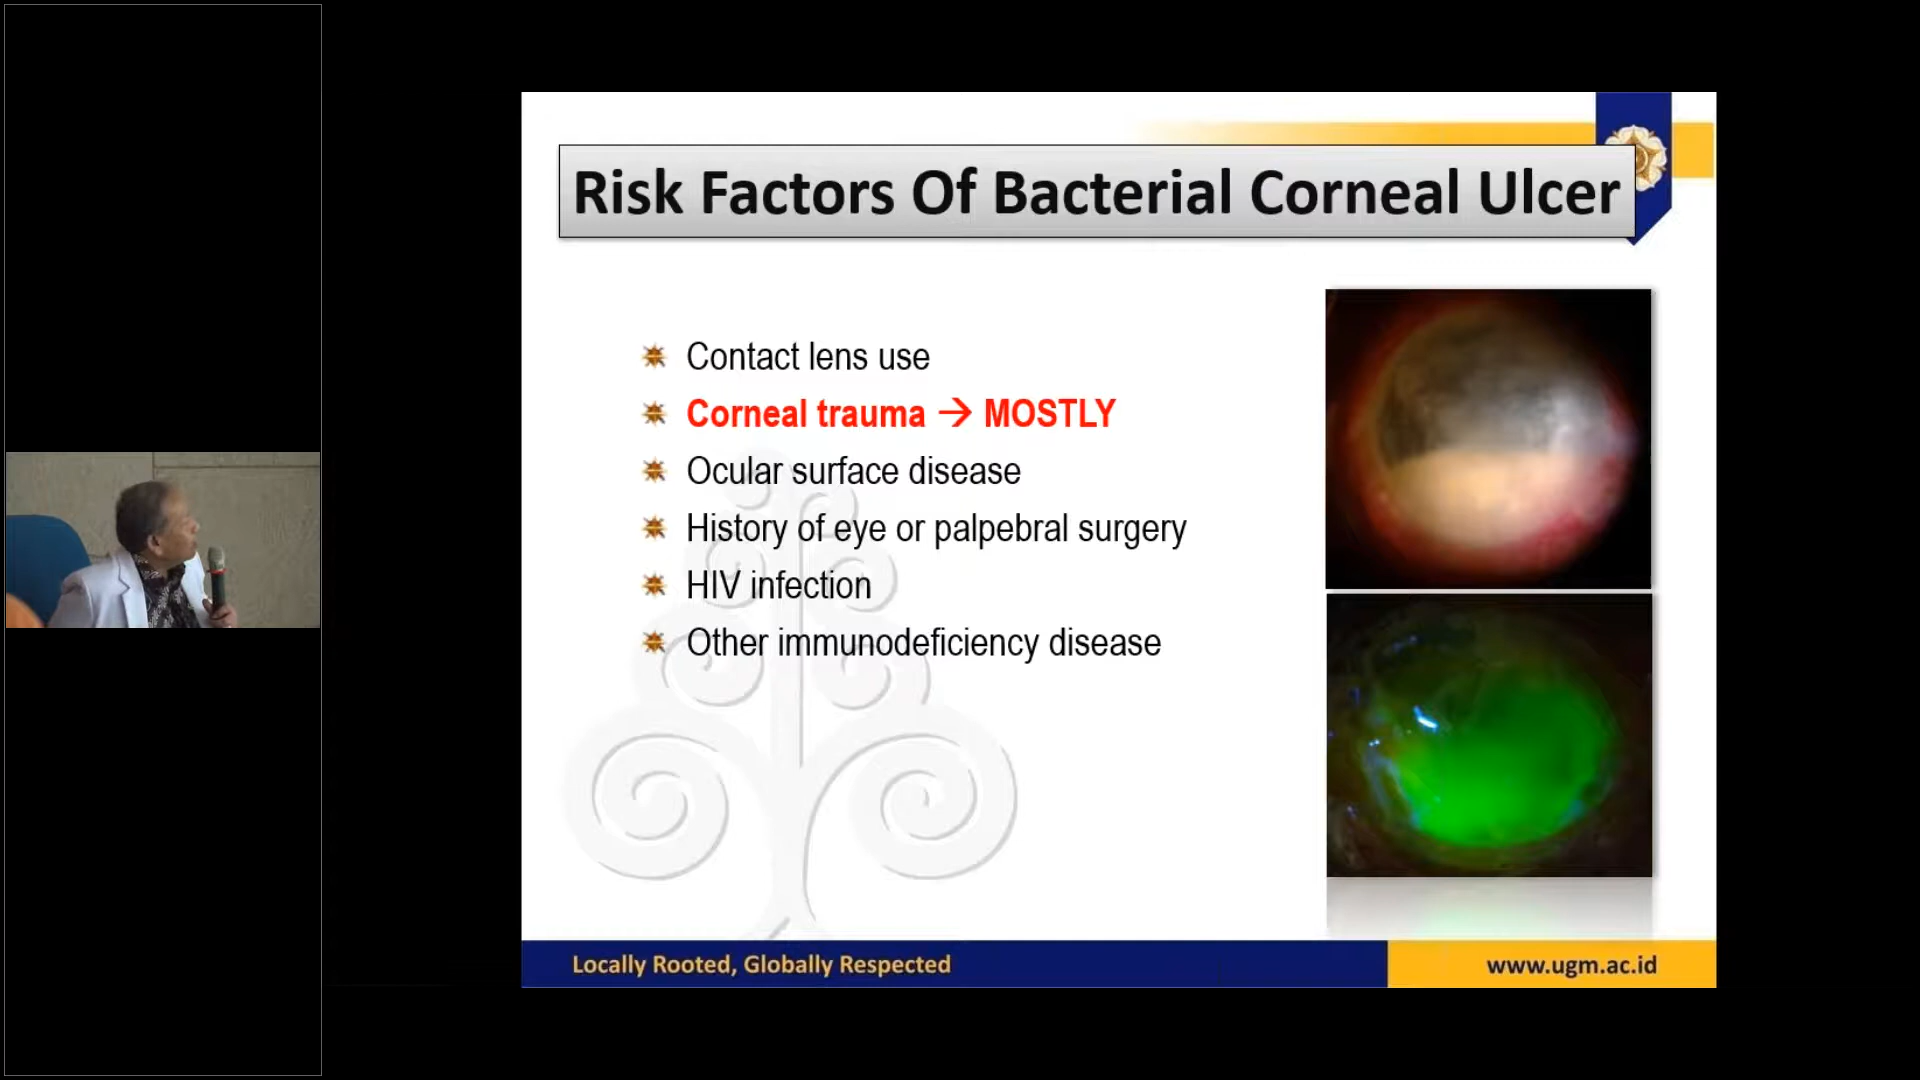 Risk Factors Of Bacterial Corneal Ulcer
Contact lens use
Corneal trauma → MOSTLY
Ocular surface disease
History of eye or palpebral surgery
HIV infection
Other immunodeficiency disease
Locally Rooted, Globally Respected
www.ugm.ac.id